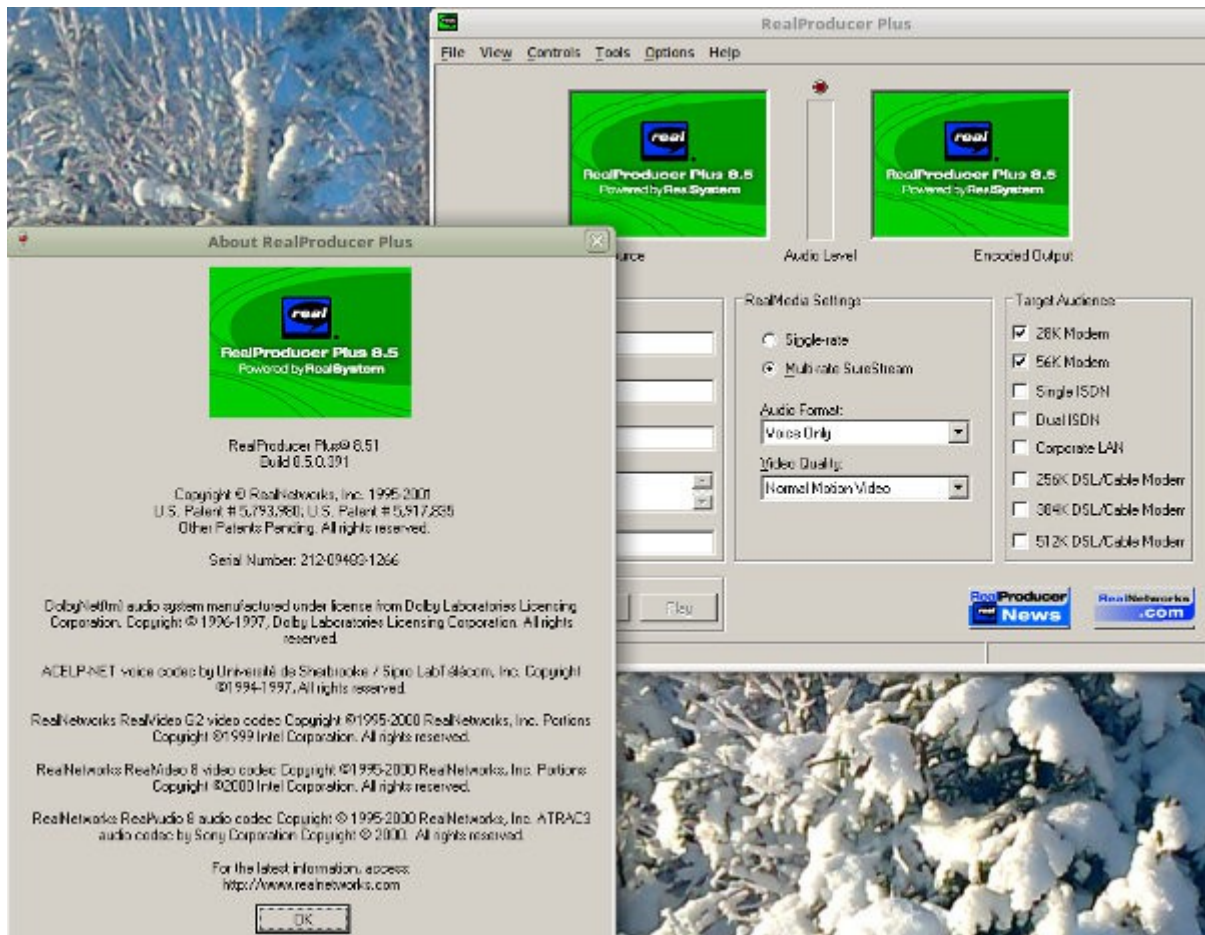 RealProducer Plus
File View Controls Tools Options Help
real
RealProducer Plus 8.5
Powered by RealSystem
real
RealProducer Plus 8.5
Powered by RealSystem
Audio Level
Encoded Output
RealMedia Settings
Single-rate
Multi-rate SureStream
Audio Format:
Voice Only
Video Quality:
Normal Motion Video
Target Audience
28K Modem
56K Modem
Single ISDN
Dual ISDN
Corporate LAN
256K DSL/Cable Modem
384K DSL/Cable Modem
512K DSL/Cable Modem
Play
RealProducer
real News
RealNetworks
.com
About RealProducer Plus
real
RealProducer Plus 8.5
Powered by RealSystem
RealProducer Plus® 8.51
Build 8.5.0.391
Copyright © RealNetworks, Inc. 1995-2001
U.S. Patent # 5,793,980; U.S. Patent # 5,917,835
Other Patents Pending. All rights reserved.
Serial Number: 212-09483-1266
DolbyNet(tm) audio system manufactured under license from Dolby Laboratories Licensing
Corporation. Copyright © 1996-1997, Dolby Laboratories Licensing Corporation. All rights
reserved.
ACELP-NET voice codec by Université de Sherbrooke / Sipro LabTélécom, Inc. Copyright
©1994-1997, All rights reserved.
RealNetworks RealVideo G2 video codec Copyright ©1995-2000 RealNetworks, Inc. Portions
Copyright ©1999 Intel Corporation. All rights reserved.
RealNetworks RealVideo 8 video codec Copyright ©1995-2000 RealNetworks, Inc. Portions
Copyright ©2000 Intel Corporation. All rights reserved.
RealNetworks RealAudio 8 audio codec Copyright © 1995-2000 RealNetworks, Inc. ATRAC3
audio codec by Sony Corporation Copyright © 2000. All rights reserved.
For the latest information, access:
http://www.realnetworks.com
OK